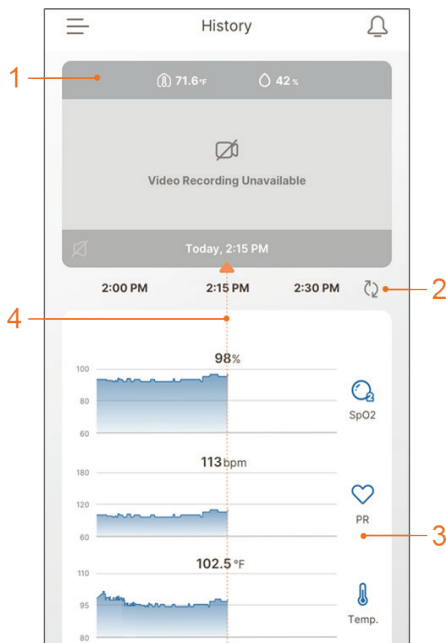 History
1
71.6°F 42%
Video Recording Unavailable
Today, 2:15 PM
2:00 PM 2:15 PM 2:30 PM
2
4
98%
100
80
60
SpO2
113 bpm
180
120
60
PR
3
102.5 °F
110
95
80
Temp.